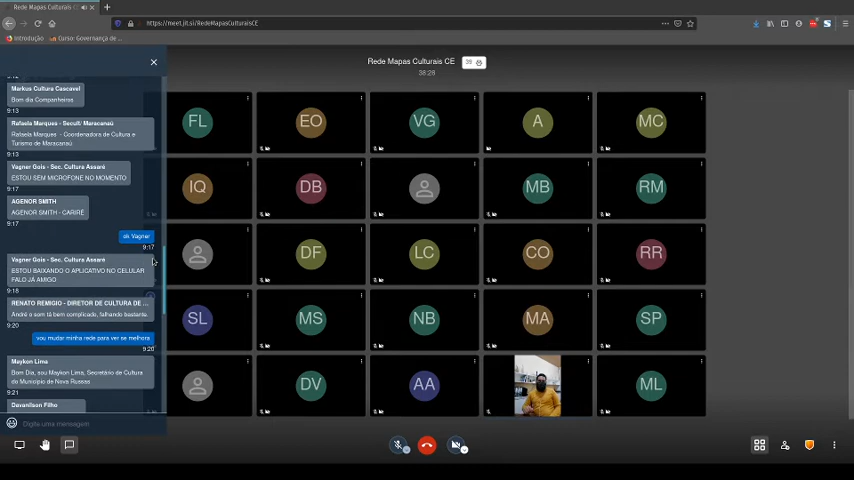 Rede Mapas Culturais C
https://meet.jit.si/RedeMapasCulturaisCE
Introdução
Curso: Governança de ...
Rede Mapas Culturais CE
39
38:28
9:12
Markus Cultura Cascavel
Bom dia Companheiros
9:13
Rafaela Marques - Secult/ Maracanaú
Rafaela Marques - Coordenadora de Cultura e
Turismo de Maracanaú
9:13
Vagner Gois - Sec. Cultura Assaré
ESTOU SEM MICROFONE NO MOMENTO
9:17
AGENOR SMITH
AGENOR SMITH - CARIRÉ
9:17
ok Vagner
9:17
Vagner Gois - Sec. Cultura Assaré
ESTOU BAIXANDO O APLICATIVO NO CELULAR
FALO JÁ AMIGO
9:18
RENATO REMIGIO - DIRETOR DE CULTURA DE ...
André o som tá bem complicado, falhando bastante.
9:20
vou mudar minha rede para ver se melhora
9:20
Maykon Lima
Bom Dia, sou Maykon Lima, Secretário de Cultura
do Município de Nova Russas
9:21
Davanilson Filho
Digite uma mensagem
FL EO VG A MC
IQ DB MB RM
DF LC CO RR
SL MS NB MA SP
DV AA ML